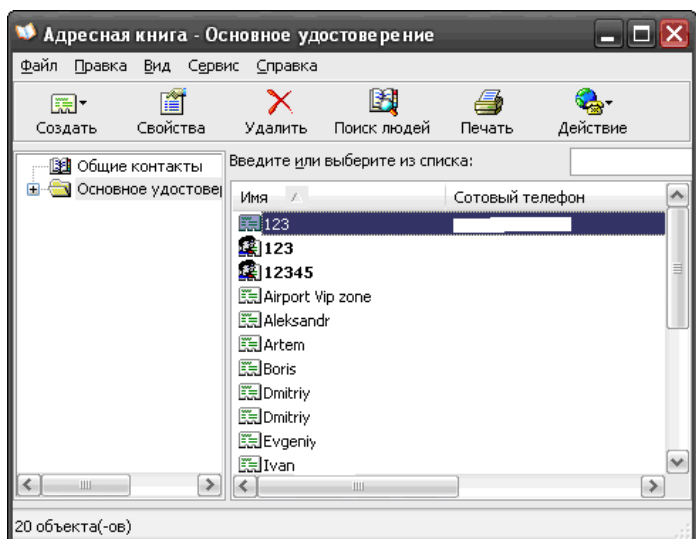 Адресная книга - Основное удостоверение
Файл Правка Вид Сервис Справка
Создать Свойства Удалить Поиск людей Печать Действие
Общие контакты
Основное удостовер
Введите или выберите из списка:
Имя Сотовый телефон
123
123
12345
Airport Vip zone
Aleksandr
Artem
Boris
Dmitriy
Dmitriy
Evgeniy
Ivan
20 объекта(-ов)